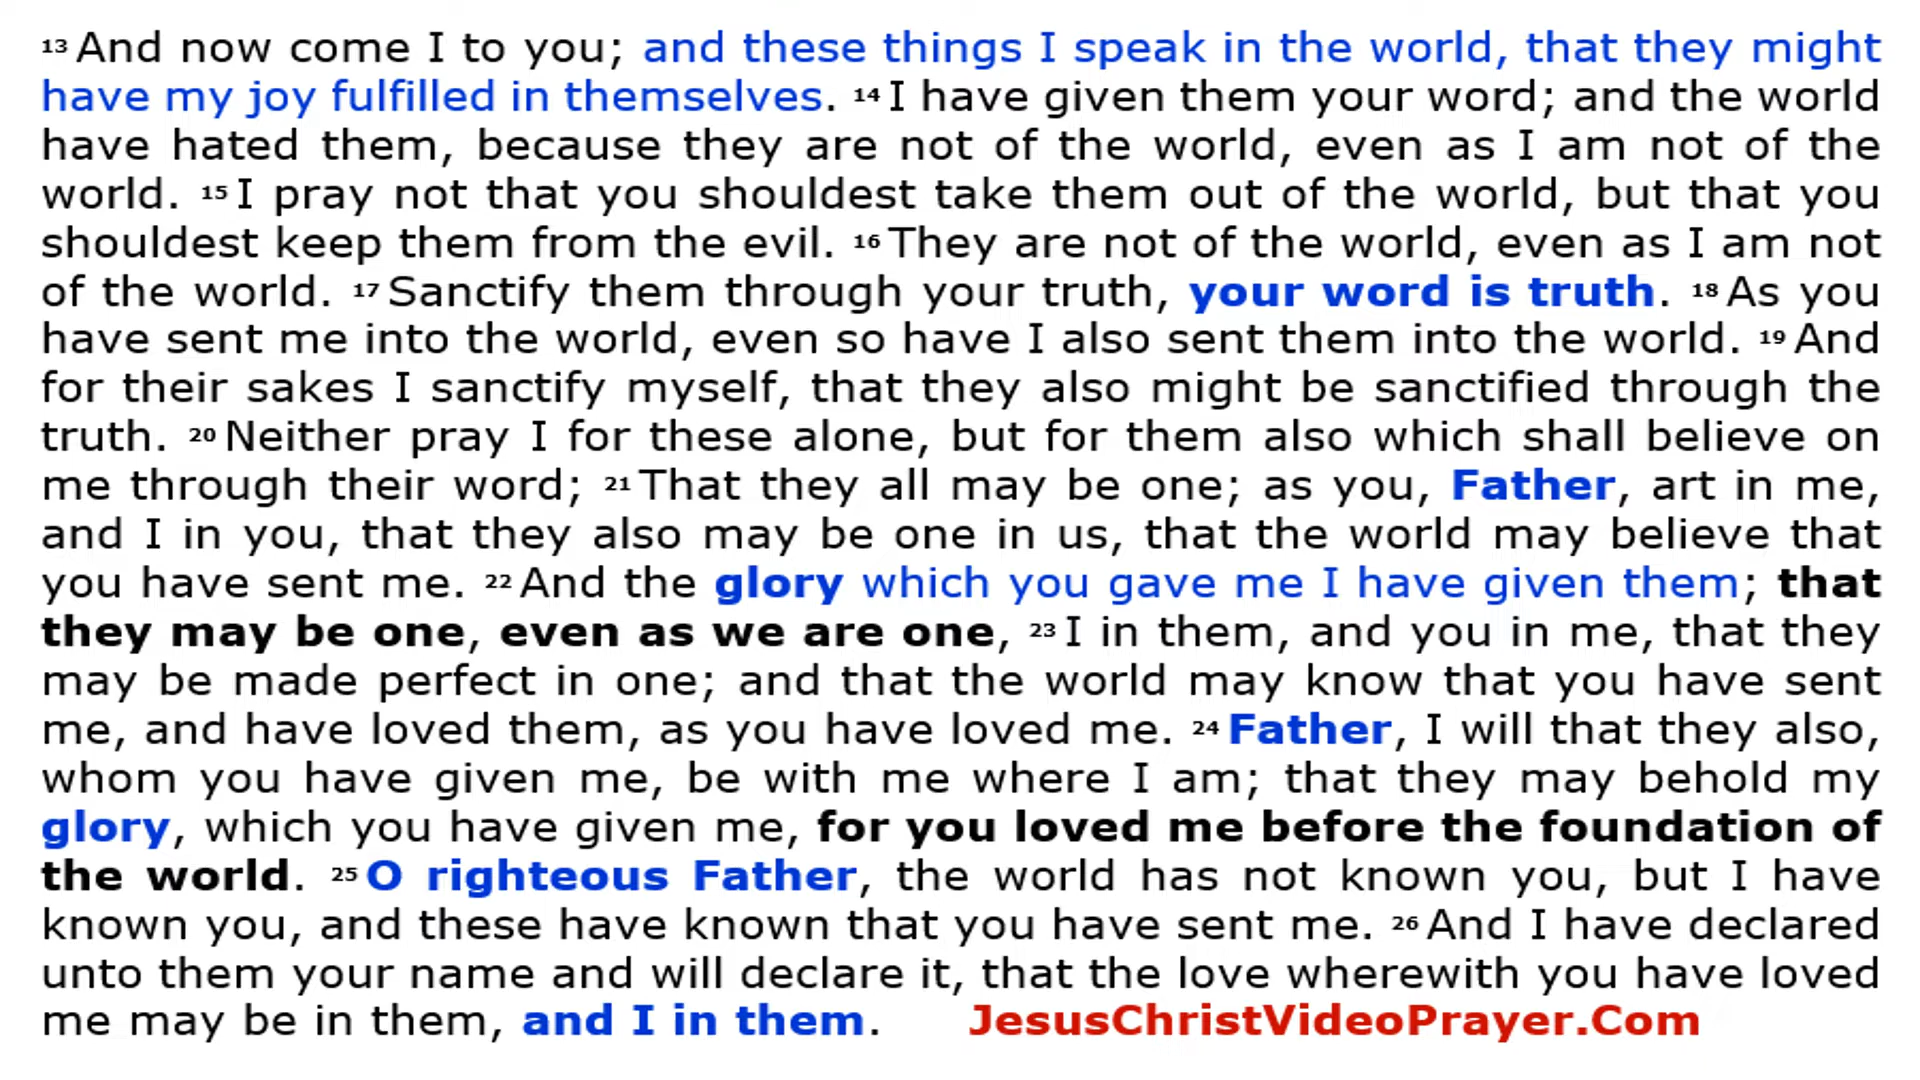 13 And now come I to you; and these things I speak in the world, that they might
have my joy fulfilled in themselves. 14 I have given them your word; and the world
have hated them, because they are not of the world, even as I am not of the
world. 15 I pray not that you shouldest take them out of the world, but that you
shouldest keep them from the evil. 16 They are not of the world, even as I am not
of the world. 17 Sanctify them through your truth, your word is truth. 18 As you
have sent me into the world, even so have I also sent them into the world. 19 And
for their sakes I sanctify myself, that they also might be sanctified through the
truth. 20 Neither pray I for these alone, but for them also which shall believe on
me through their word; 21 That they all may be one; as you, Father, art in me,
and I in you, that they also may be one in us, that the world may believe that
you have sent me. 22 And the glory which you gave me I have given them; that
they may be one, even as we are one, 23 I in them, and you in me, that they
may be made perfect in one; and that the world may know that you have sent
me, and have loved them, as you have loved me. 24 Father, I will that they also,
whom you have given me, be with me where I am; that they may behold my
glory, which you have given me, for you loved me before the foundation of
the world. 25 O righteous Father, the world has not known you, but I have
known you, and these have known that you have sent me. 26 And I have declared
unto them your name and will declare it, that the love wherewith you have loved
me may be in them, and I in them. JesusChristVideoPrayer.Com